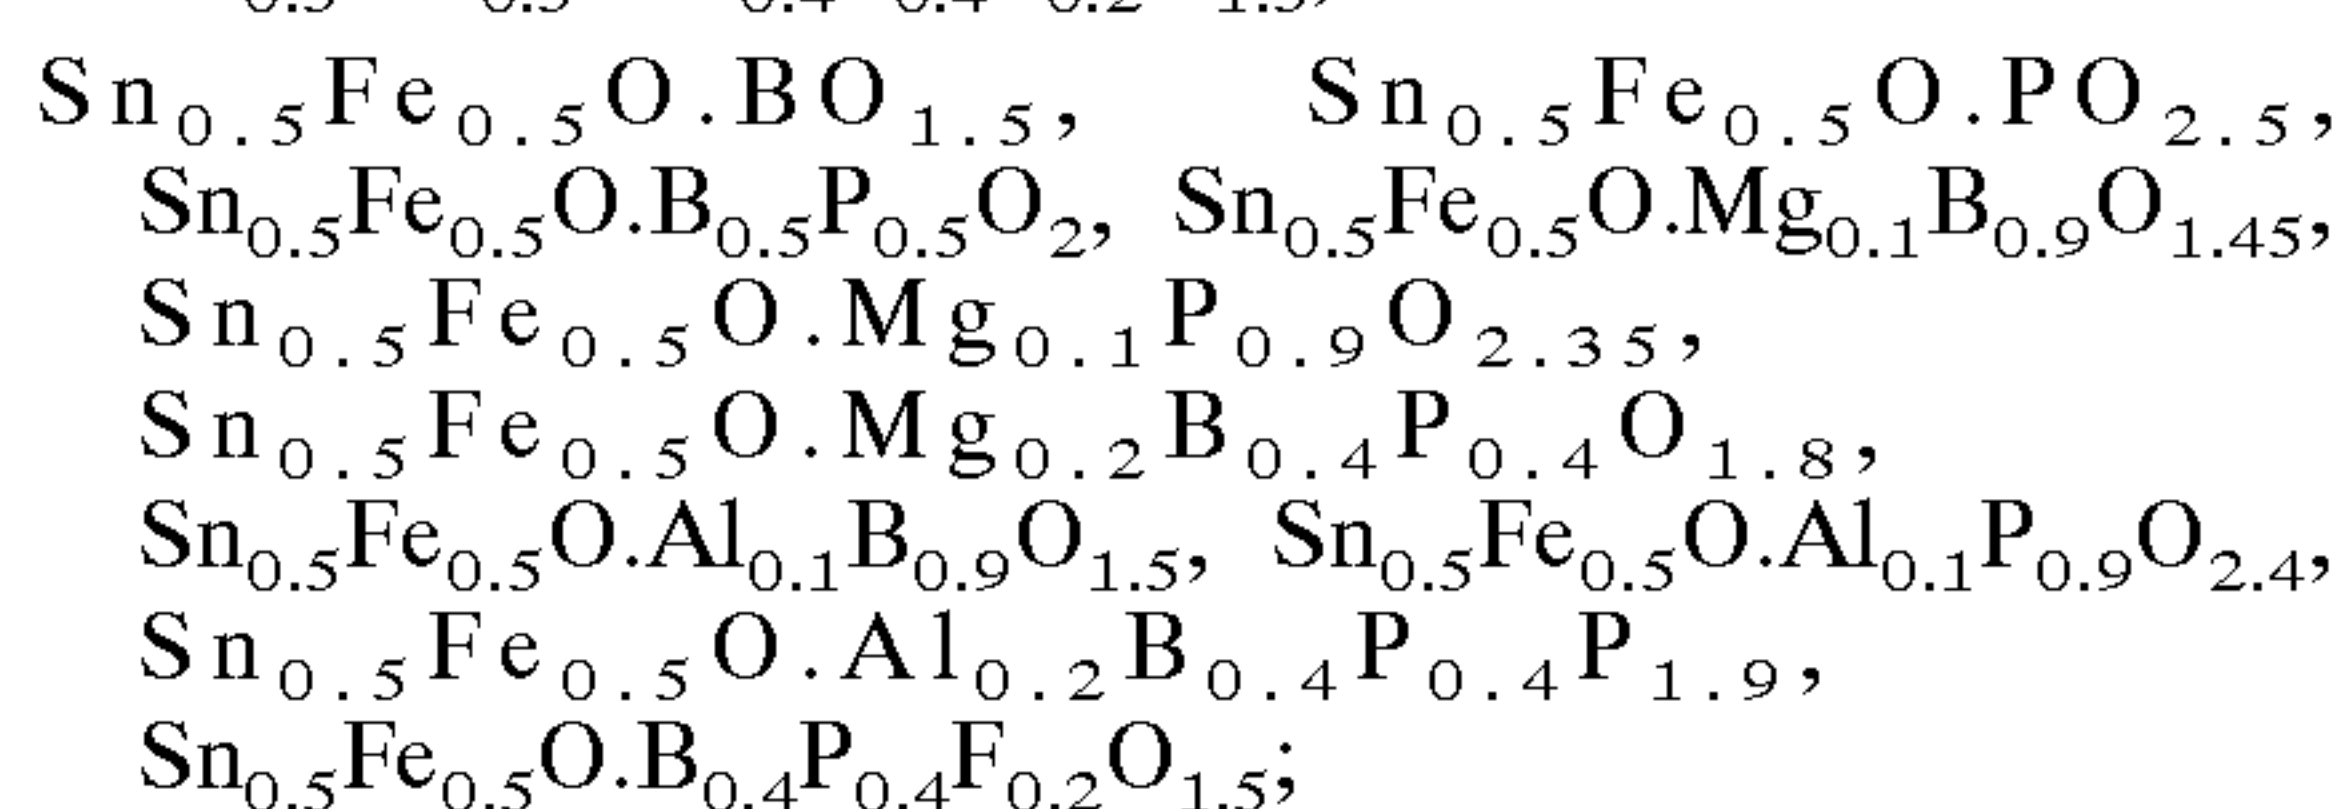 Sn₀.₅Fe₀.₅O.BO₁.₅, Sn₀.₅Fe₀.₅O.PO₂.₅,
Sn₀.₅Fe₀.₅O.B₀.₅P₀.₅O₂, Sn₀.₅Fe₀.₅O.Mg₀.₁B₀.₉O₁.₄₅,
Sn₀.₅Fe₀.₅O.Mg₀.₁P₀.₉O₂.₃₅,
Sn₀.₅Fe₀.₅O.Mg₀.₂B₀.₄P₀.₄O₁.₈,
Sn₀.₅Fe₀.₅O.Al₀.₁B₀.₉O₁.₅, Sn₀.₅Fe₀.₅O.Al₀.₁P₀.₉O₂.₄,
Sn₀.₅Fe₀.₅O.Al₀.₂B₀.₄P₀.₄P₁.₉,
Sn₀.₅Fe₀.₅O.B₀.₄P₀.₄F₀.₂O₁.₅;